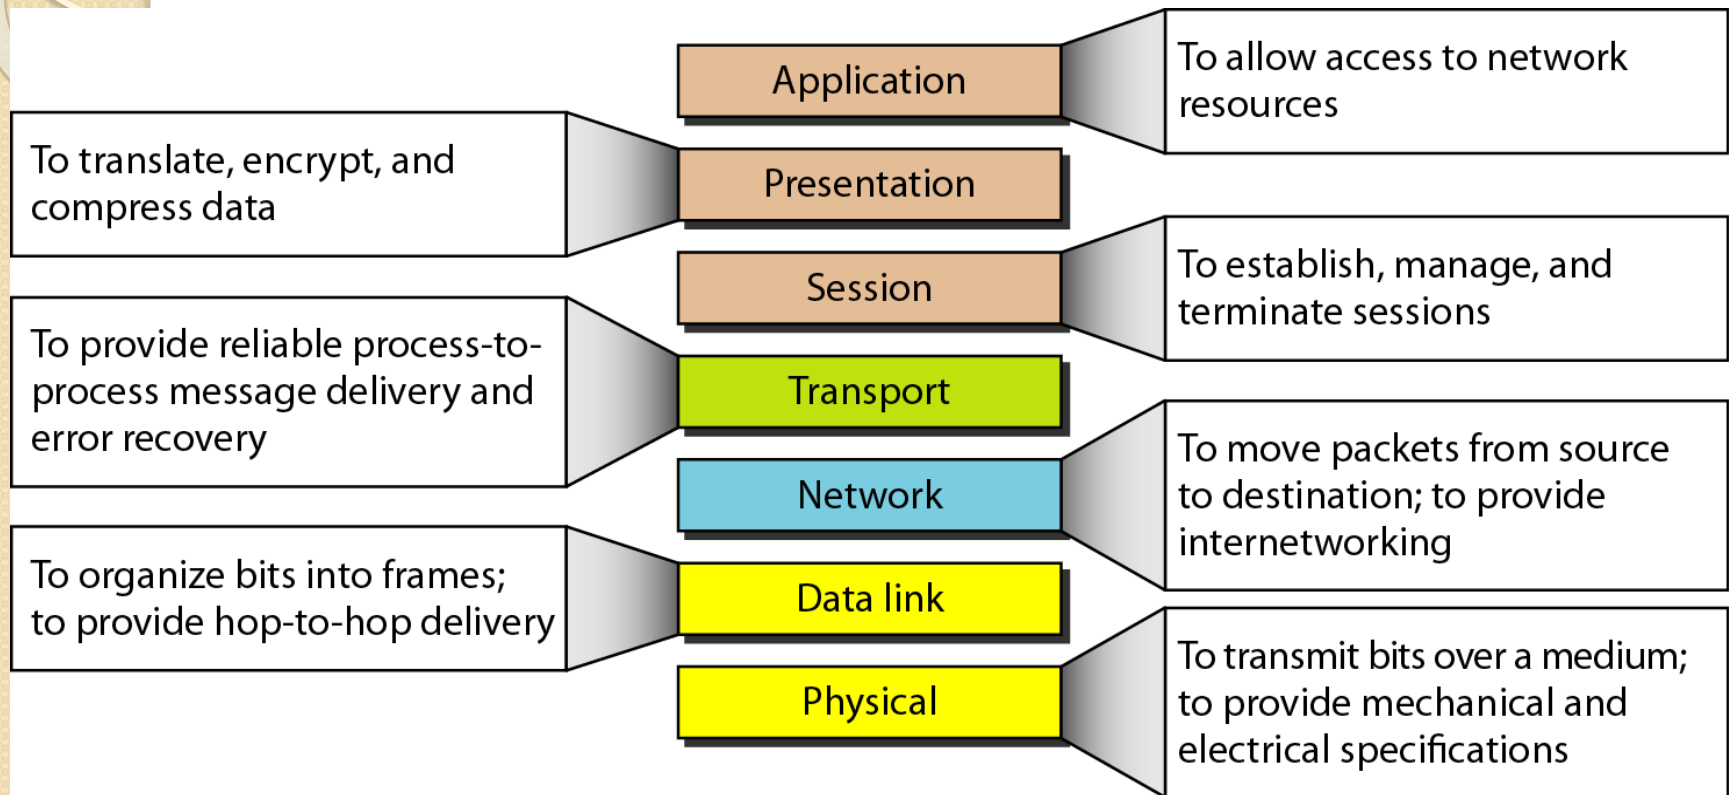 Application
To allow access to network
resources
To translate, encrypt, and
compress data
Presentation
Session
To establish, manage, and
terminate sessions
To provide reliable process-to-
process message delivery and
error recovery
Transport
Network
To move packets from source
to destination; to provide
internetworking
To organize bits into frames;
to provide hop-to-hop delivery
Data link
Physical
To transmit bits over a medium;
to provide mechanical and
electrical specifications